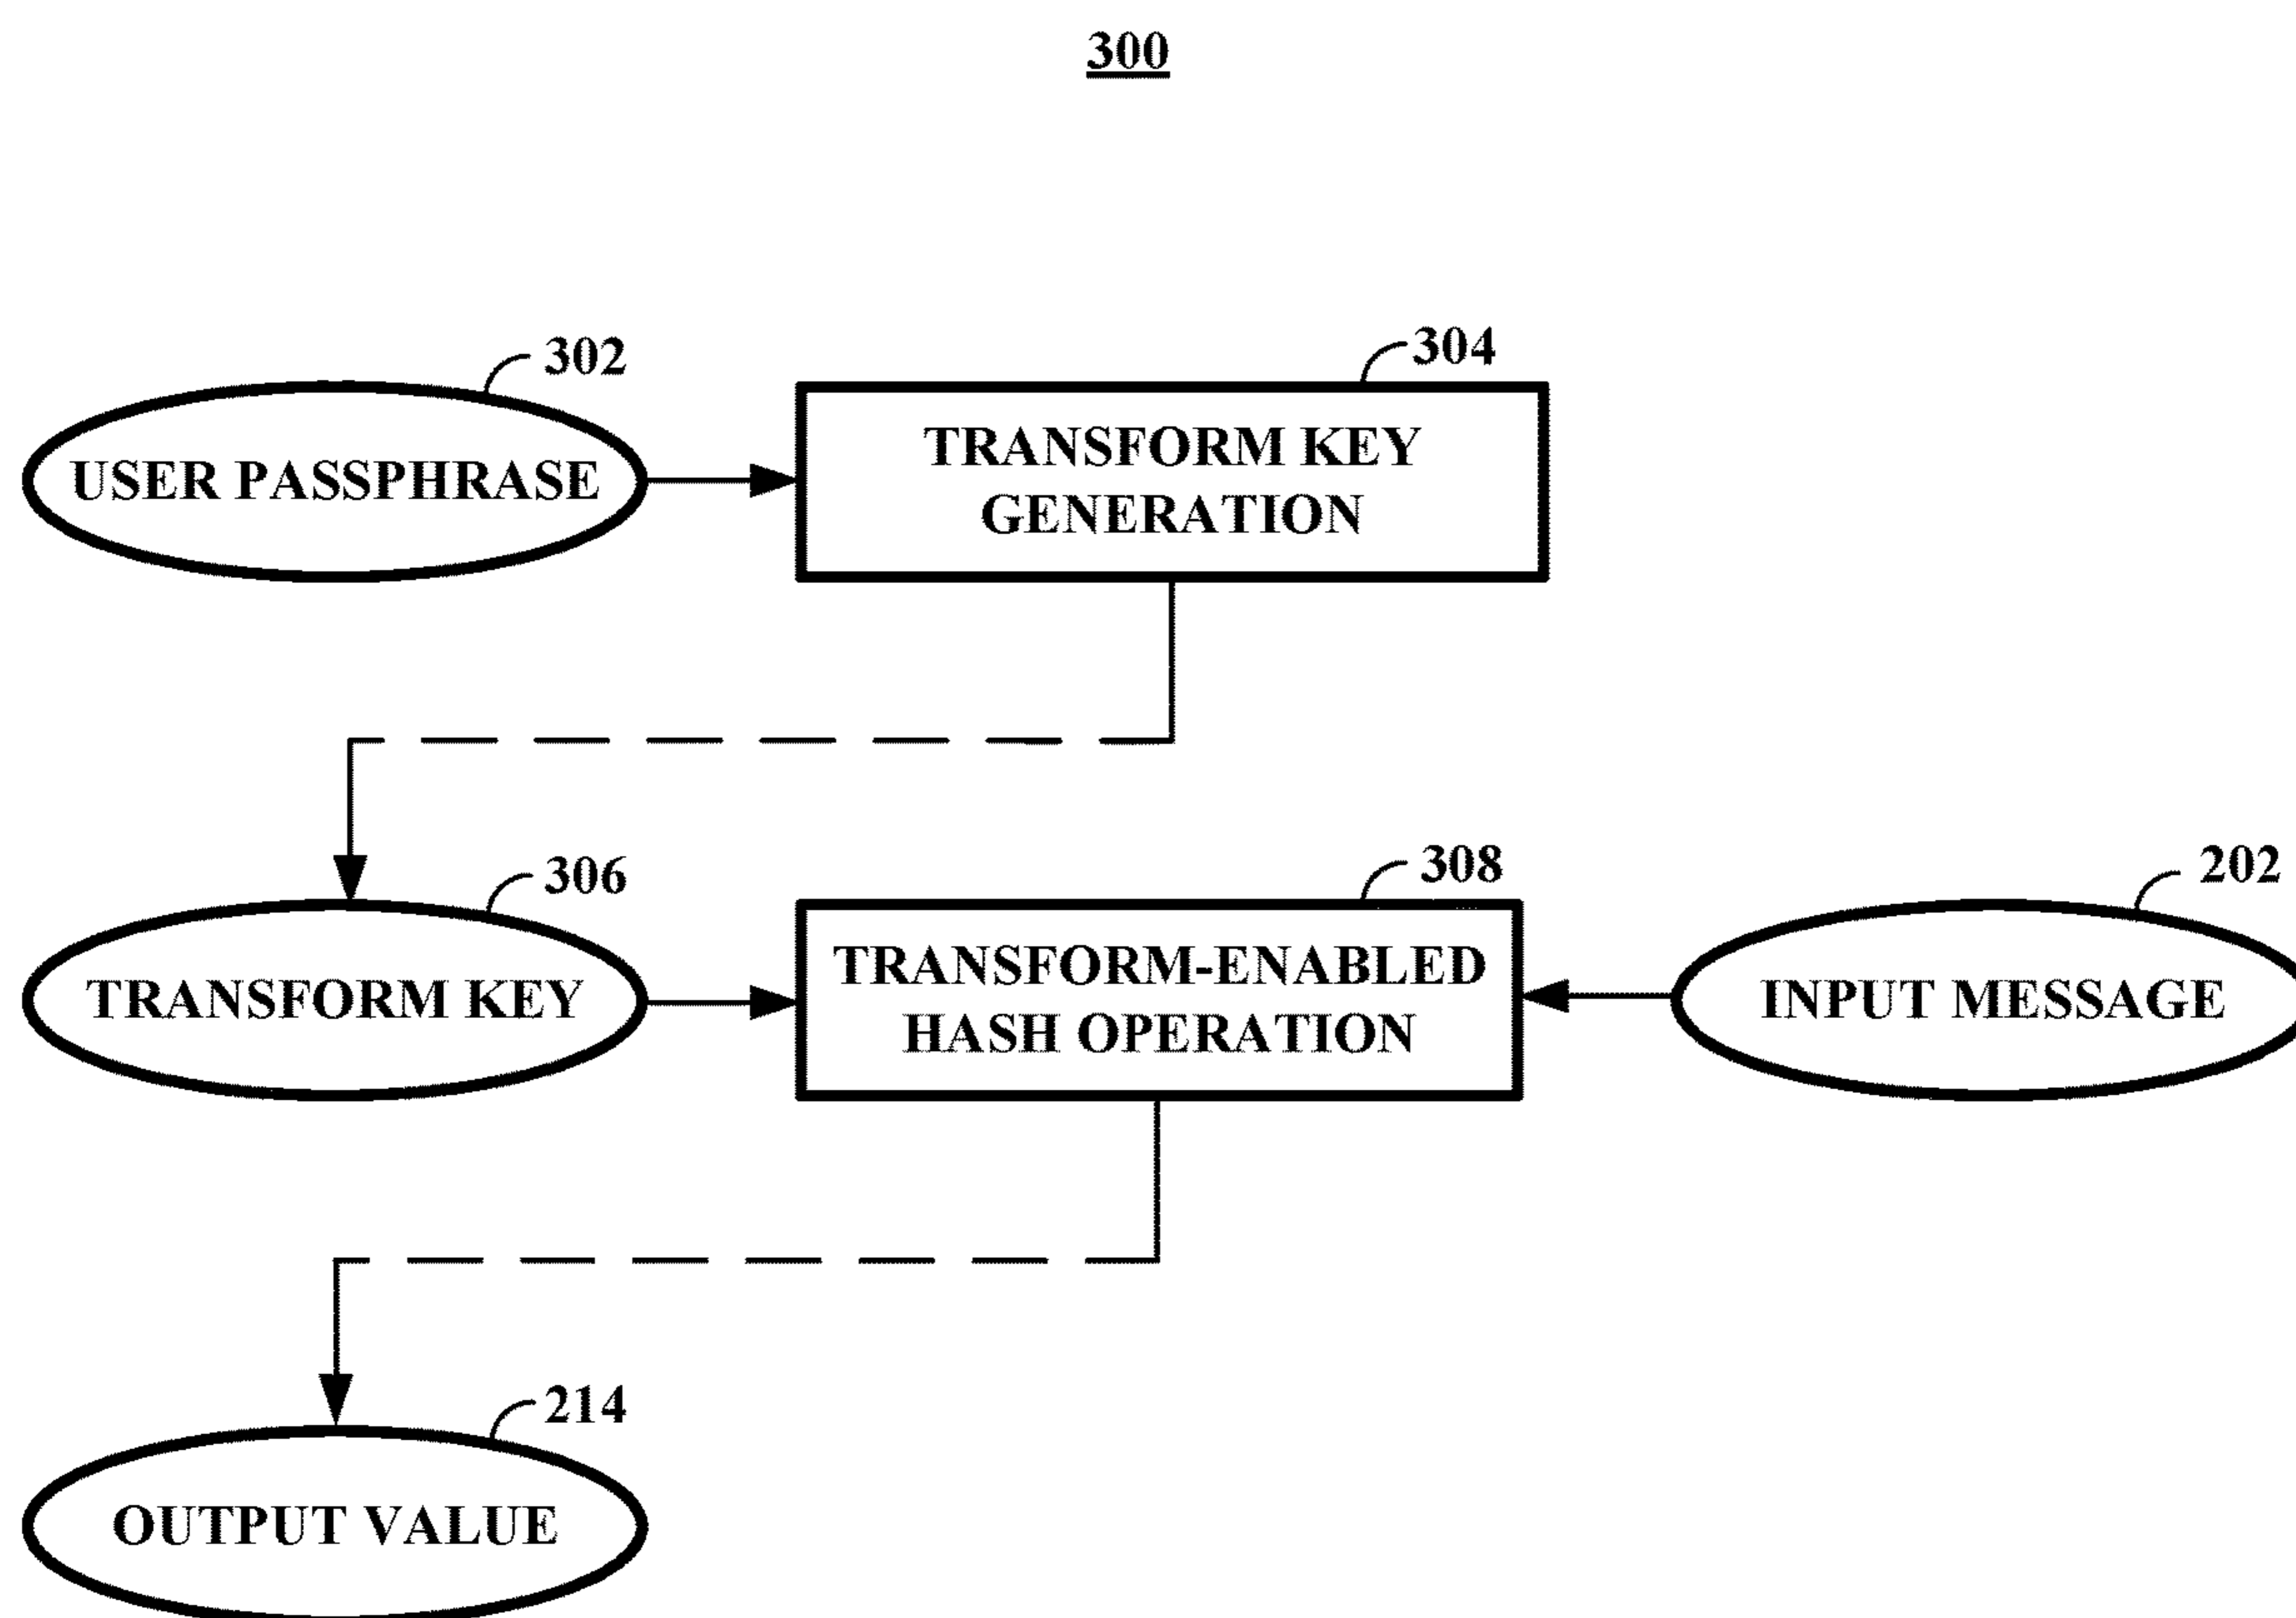 300
302
304
USER PASSPHRASE
TRANSFORM KEY
GENERATION
306
308
202
TRANSFORM KEY
TRANSFORM-ENABLED
HASH OPERATION
INPUT MESSAGE
214
OUTPUT VALUE